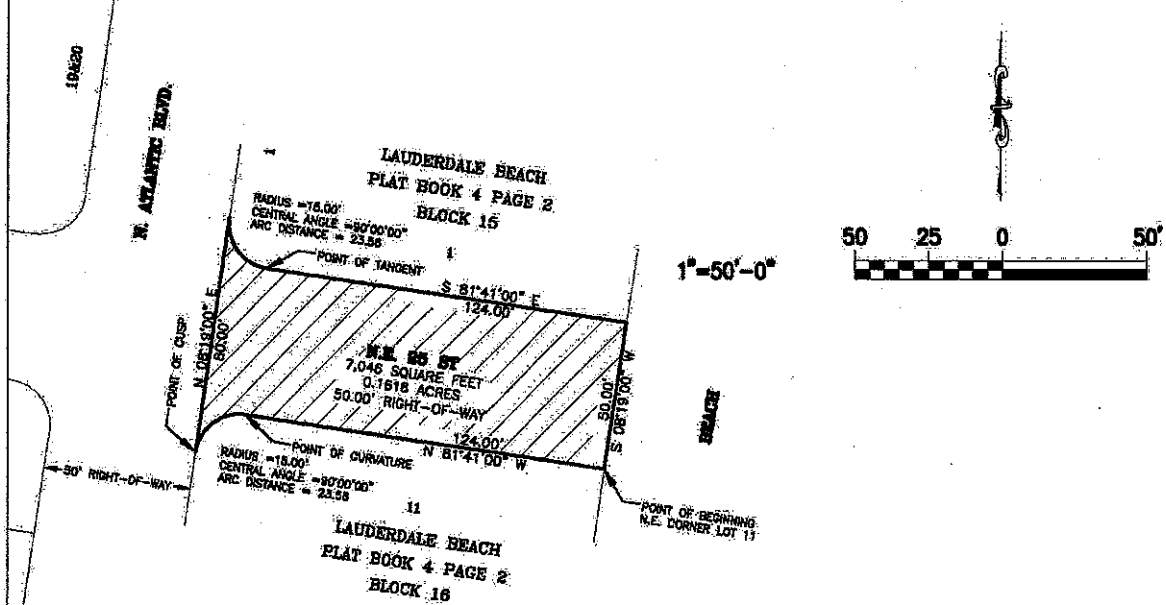 19&20
N. ATLANTIC BLVD.
1
LAUDERDALE BEACH
PLAT BOOK 4 PAGE 2
BLOCK 15
RADIUS =15.00'
CENTRAL ANGLE =90°00'00"
ARC DISTANCE = 23.56
POINT OF TANGENT
1
S 81°41'00" E
124.00'
1"=50'-0"
50 25 0 50'
POINT OF CUSP
N 08°19'00" E
80.00'
N.E. 25 ST
7,046 SQUARE FEET
0.1618 ACRES
50.00' RIGHT-OF-WAY
50.00'
S 08°19'00" W
BEACH
124.00'
N 81°41'00" W
POINT OF CURVATURE
RADIUS =15.00'
CENTRAL ANGLE =90°00'00"
ARC DISTANCE = 23.56
RIGHT-OF-WAY
11
POINT OF BEGINNING
N.E. CORNER LOT 11
LAUDERDALE BEACH
PLAT BOOK 4 PAGE 2
BLOCK 16